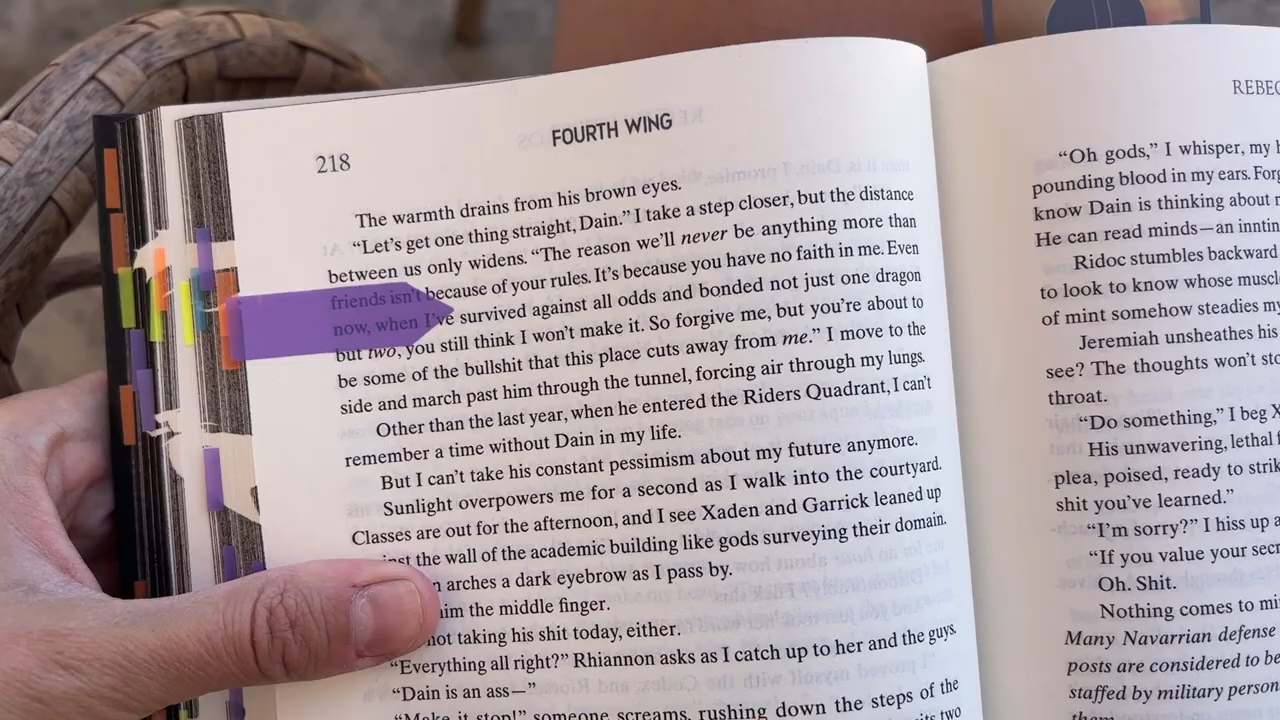 218
FOURTH WING
The warmth drains from his brown eyes.
“Let’s get one thing straight, Dain.” I take a step closer, but the distance
between us only widens. “The reason we’ll never be anything more than
friends isn’t because of your rules. It’s because you have no faith in me. Even
now, when I’ve survived against all odds and bonded not just one dragon
but two, you still think I won’t make it. So forgive me, but you’re about to
be some of the bullshit that this place cuts away from me.” I move to the
side and march past him through the tunnel, forcing air through my lungs.
Other than the last year, when he entered the Riders Quadrant, I can’t
remember a time without Dain in my life.
But I can’t take his constant pessimism about my future anymore.
Sunlight overpowers me for a second as I walk into the courtyard.
Classes are out for the afternoon, and I see Xaden and Garrick leaned up
the wall of the academic building like gods surveying their domain.
arches a dark eyebrow as I pass by.
the middle finger.
not taking his shit today, either.
“Everything all right?” Rhiannon asks as I catch up to her and the guys.
“Dain is an ass—”
“Make it stop!” someone screams, rushing down the steps of the
two
REBEC
“Oh gods,” I whisper, my
pounding blood in my ears. Forg
know Dain is thinking about
He can read minds—an inntin
Ridoc stumbles backward
to look to know whose muscl
of mint somehow steadies my
Jeremiah unsheathes his
see? The thoughts won’t sto
throat.
“Do something,” I beg X
His unwavering, lethal
plea, poised, ready to strik
shit you’ve learned.”
“I’m sorry?” I hiss up a
“If you value your secr
Oh. Shit.
Nothing comes to mi
Many Navarrian defense
posts are considered to be
staffed by military person
them